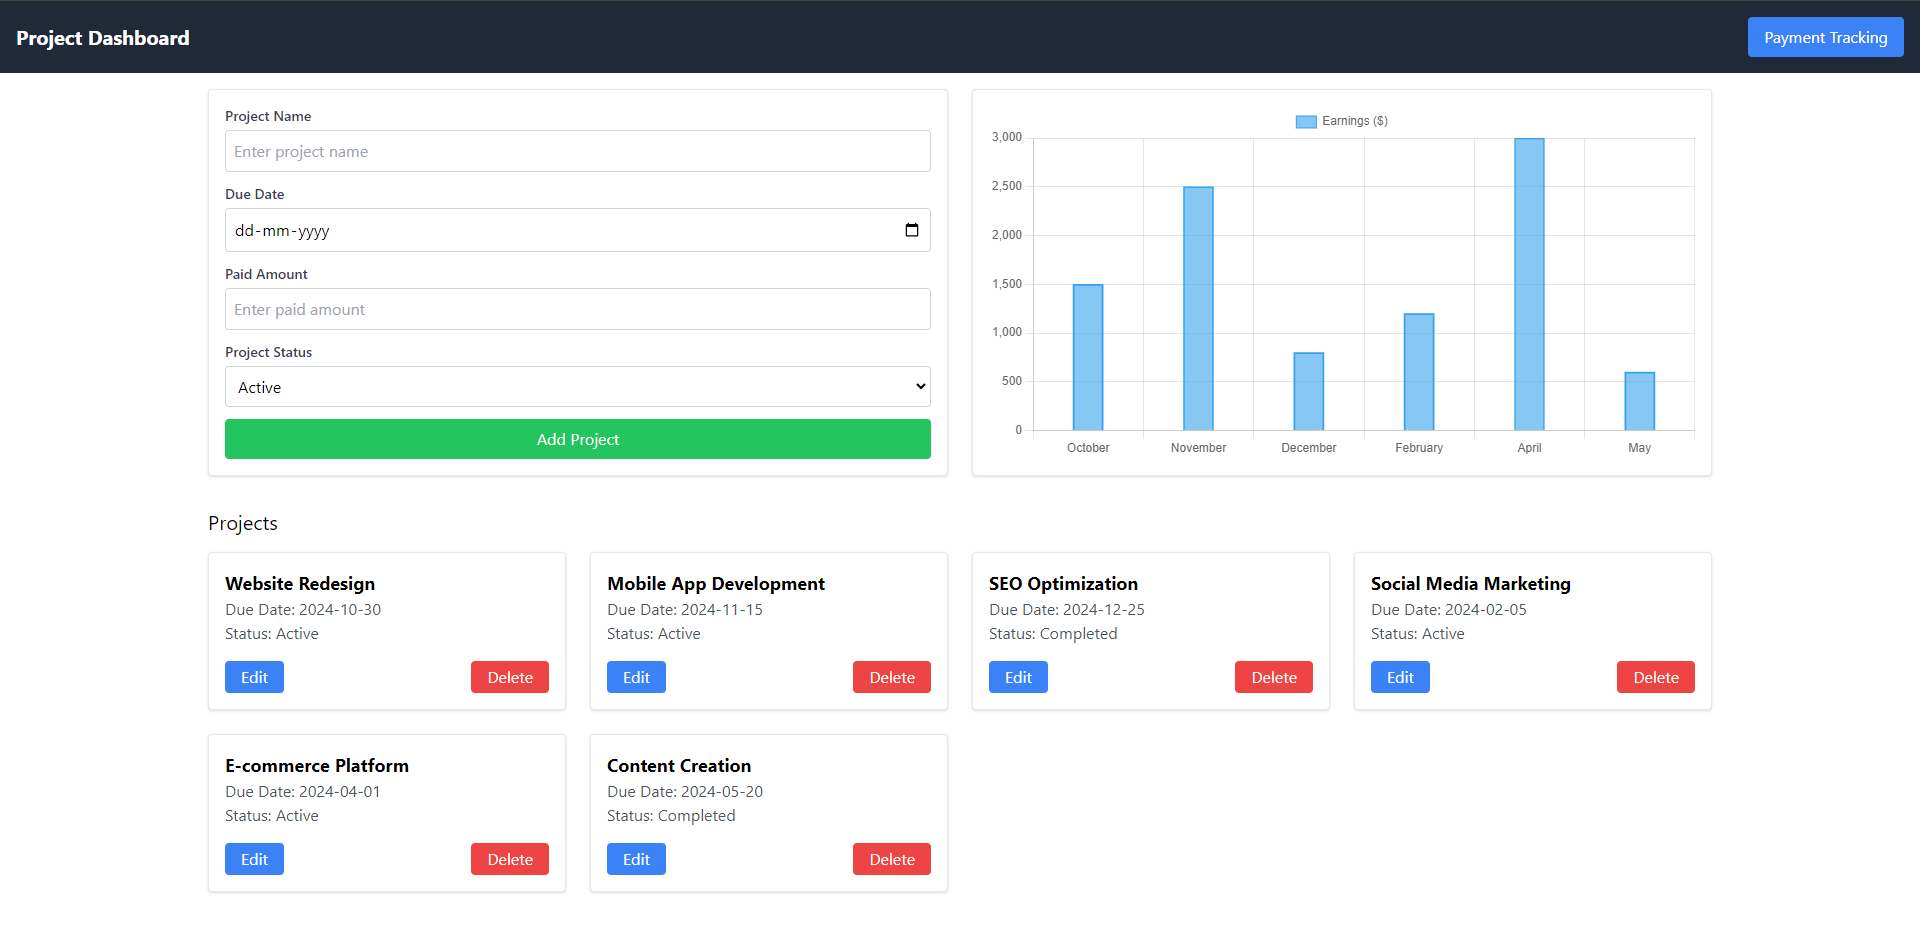 Project Dashboard
Payment Tracking
Project Name
Enter project name
Due Date
dd-mm-yyyy
Paid Amount
Enter paid amount
Project Status
Active
Add Project
Earnings ($)
3,000
2,500
2,000
1,500
1,000
500
0
October November December February April May
Projects
Website Redesign
Due Date: 2024-10-30
Status: Active
Edit Delete
Mobile App Development
Due Date: 2024-11-15
Status: Active
Edit Delete
SEO Optimization
Due Date: 2024-12-25
Status: Completed
Edit Delete
Social Media Marketing
Due Date: 2024-02-05
Status: Active
Edit Delete
E-commerce Platform
Due Date: 2024-04-01
Status: Active
Edit Delete
Content Creation
Due Date: 2024-05-20
Status: Completed
Edit Delete